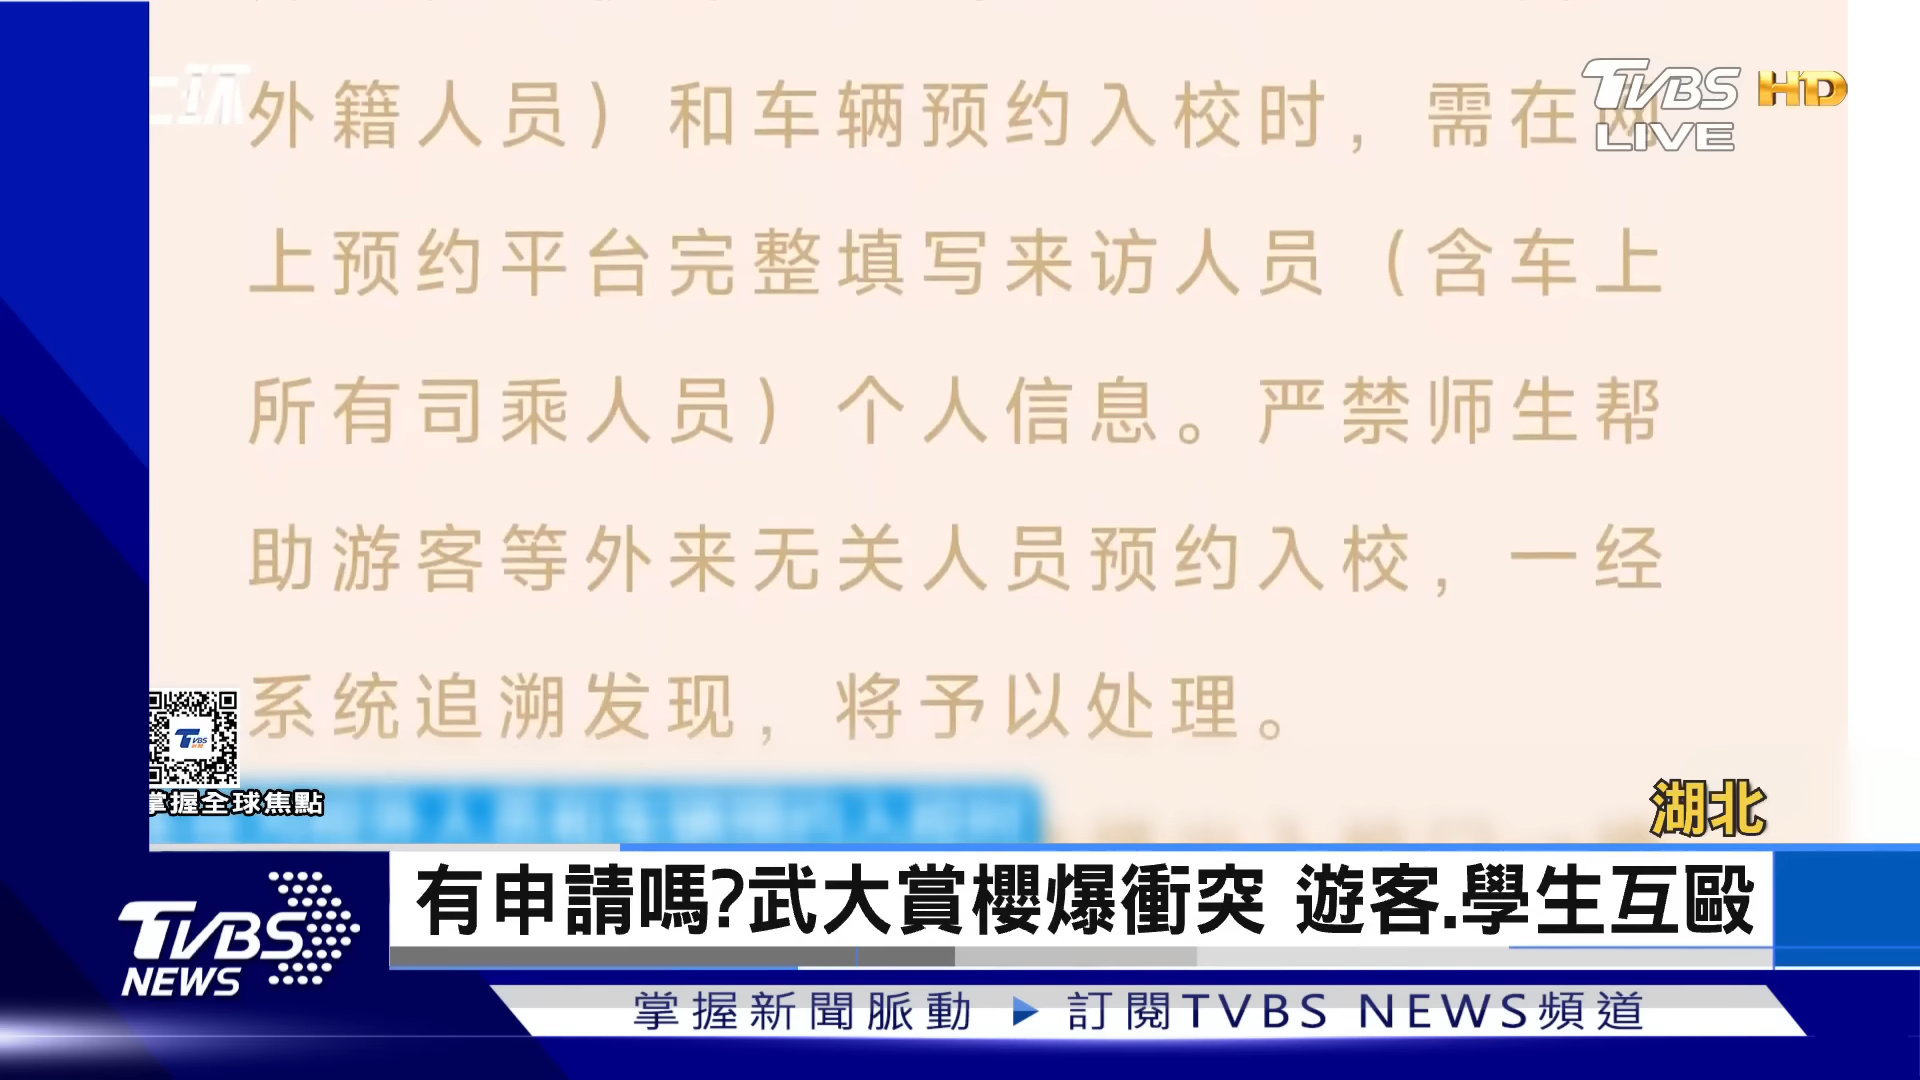 外籍人员）和车辆预约入校时，需在网
上预约平台完整填写来访人员（含车上
所有司乘人员）个人信息。严禁师生帮
助游客等外来无关人员预约入校，一经
系统追溯发现，将予以处理。
TVBS HD
LIVE
TVBS
掌握全球焦點
湖北
有申請嗎?武大賞櫻爆衝突 遊客.學生互毆
TVBS
NEWS
掌握新聞脈動 ▶ 訂閱TVBS NEWS頻道